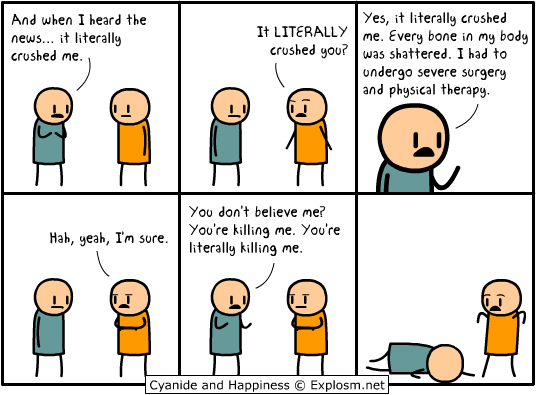 And when I heard the
news... it literally
crushed me.
It LITERALLY
crushed you?
Yes, it literally crushed
me. Every bone in my body
was shattered. I had to
undergo severe surgery
and physical therapy.
Hah, yeah, I'm sure.
You don't believe me?
You're killing me. You're
literally killing me.
Cyanide and Happiness © Explosm.net